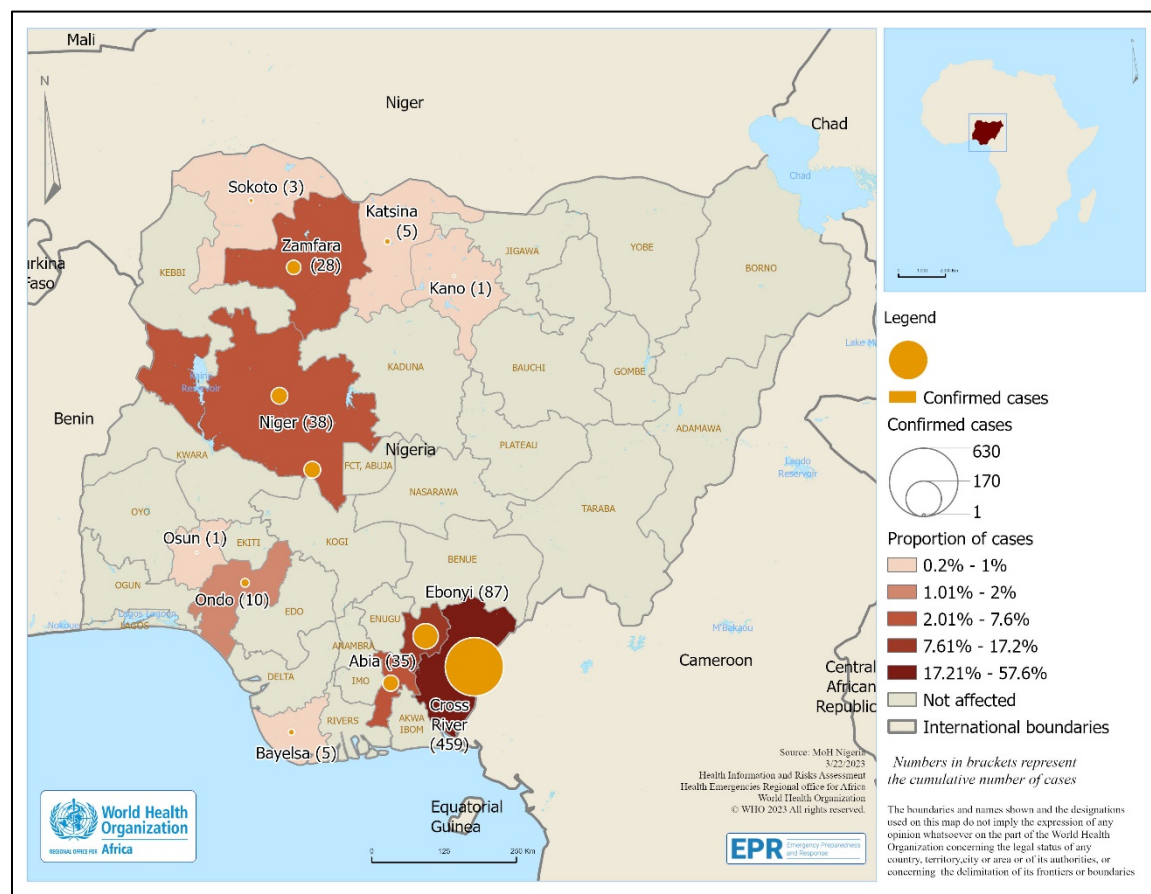 Mali
N
Niger
Chad
Chad
Sokoto (3)
Katsina
(5)
Zamfara
(28)
Kano (1)
JIGAWA
YOBE
BORNO
KEBBI
urkina
Faso
KADUNA
BAUCHI
GOMBE
Reservoir
Benin
Niger (38)
ADAMAWA
PLATEAU
KWARA
Nigeria
FCT, ABUJA
NASARAWA
TARABA
Lagdo
Reservoir
OYO
Osun (1)
EKITI
KOGI
BENUE
Ondo (10)
OGUN
Lagos Lagoon
LAGOS
EDO
Ebonyi (87)
ENUGU
ANAMBRA
Abia (35)
IMO
DELTA
Cross
River
(459)
RIVERS
AKWA
IBOM
Bayelsa (5)
M'Bakaou
Cameroon
Central
African
Republic
Equatorial
Guinea
Source: MoH Nigeria
3/22/2023
Health Information and Risks Assessment
Health Emergencies Regional office for Africa
World Health Organization
© WHO 2023 All rights reserved.
World Health
Organization
REGIONAL OFFICE FOR Africa
0 125 250 Km
EPR Emergency Preparedness
and Response
N
Legend
Confirmed cases
Confirmed cases
630
170
1
Proportion of cases
0.2% - 1%
1.01% - 2%
2.01% - 7.6%
7.61% - 17.2%
17.21% - 57.6%
Not affected
International boundaries
Numbers in brackets represent
the cumulative number of cases
The boundaries and names shown and the designations
used on this map do not imply the expression of any
opinion whatsoever on the part of the World Health
Organization concerning the legal status of any
country, territory,city or area or of its authorities, or
concerning the delimitation of its frontiers or boundaries